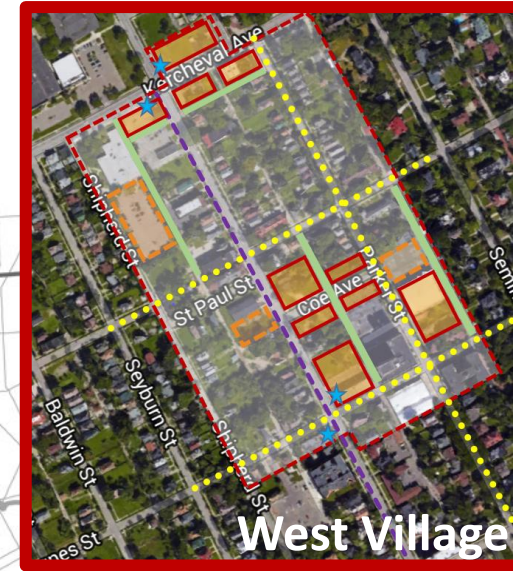 Kercheval Ave
Shipherd St
St Paul St
Coe Ave
Parker St
Seyburn St
Baldwin St
Shipherd St
West Village